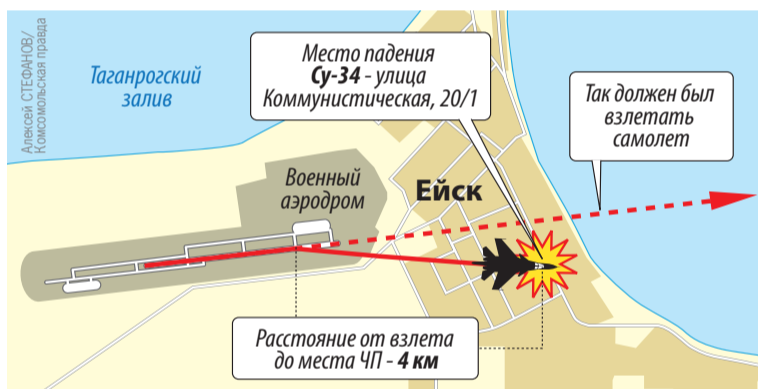 Алексей СТЕФАНОВ/
Комсомольская правда
Таганрогский
залив
Место падения
Су-34 - улица
Коммунистическая, 20/1
Так должен был
взлетать
самолет
Военный
аэродром
Ейск
Расстояние от взлета
до места ЧП - 4 км